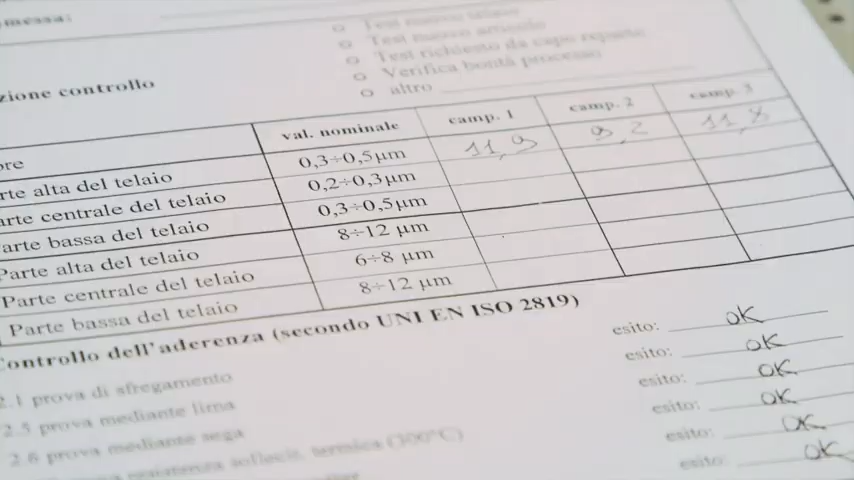 messa:
Test nuovo telaio
Test nuovo articolo
Test richiesto da capo reparto
Verifica bontà processo
altro
zione controllo
val. nominale camp. 1 camp. 2 camp. 3
ore 0,3÷0,5µm 11,9 9,2 11,8
rte alta del telaio 0,2÷0,3µm
arte centrale del telaio 0,3÷0,5µm
arte bassa del telaio 8÷12 µm
Parte alta del telaio 6÷8 µm
Parte centrale del telaio 8÷12 µm
Parte bassa del telaio
Controllo dell'aderenza (secondo UNI EN ISO 2819)
esito: OK
2.1 prova di sfregamento esito: OK
2.5 prova mediante lima esito: OK
2.6 prova mediante sega esito: OK
termica (300°C) esito: OK
esito: OK